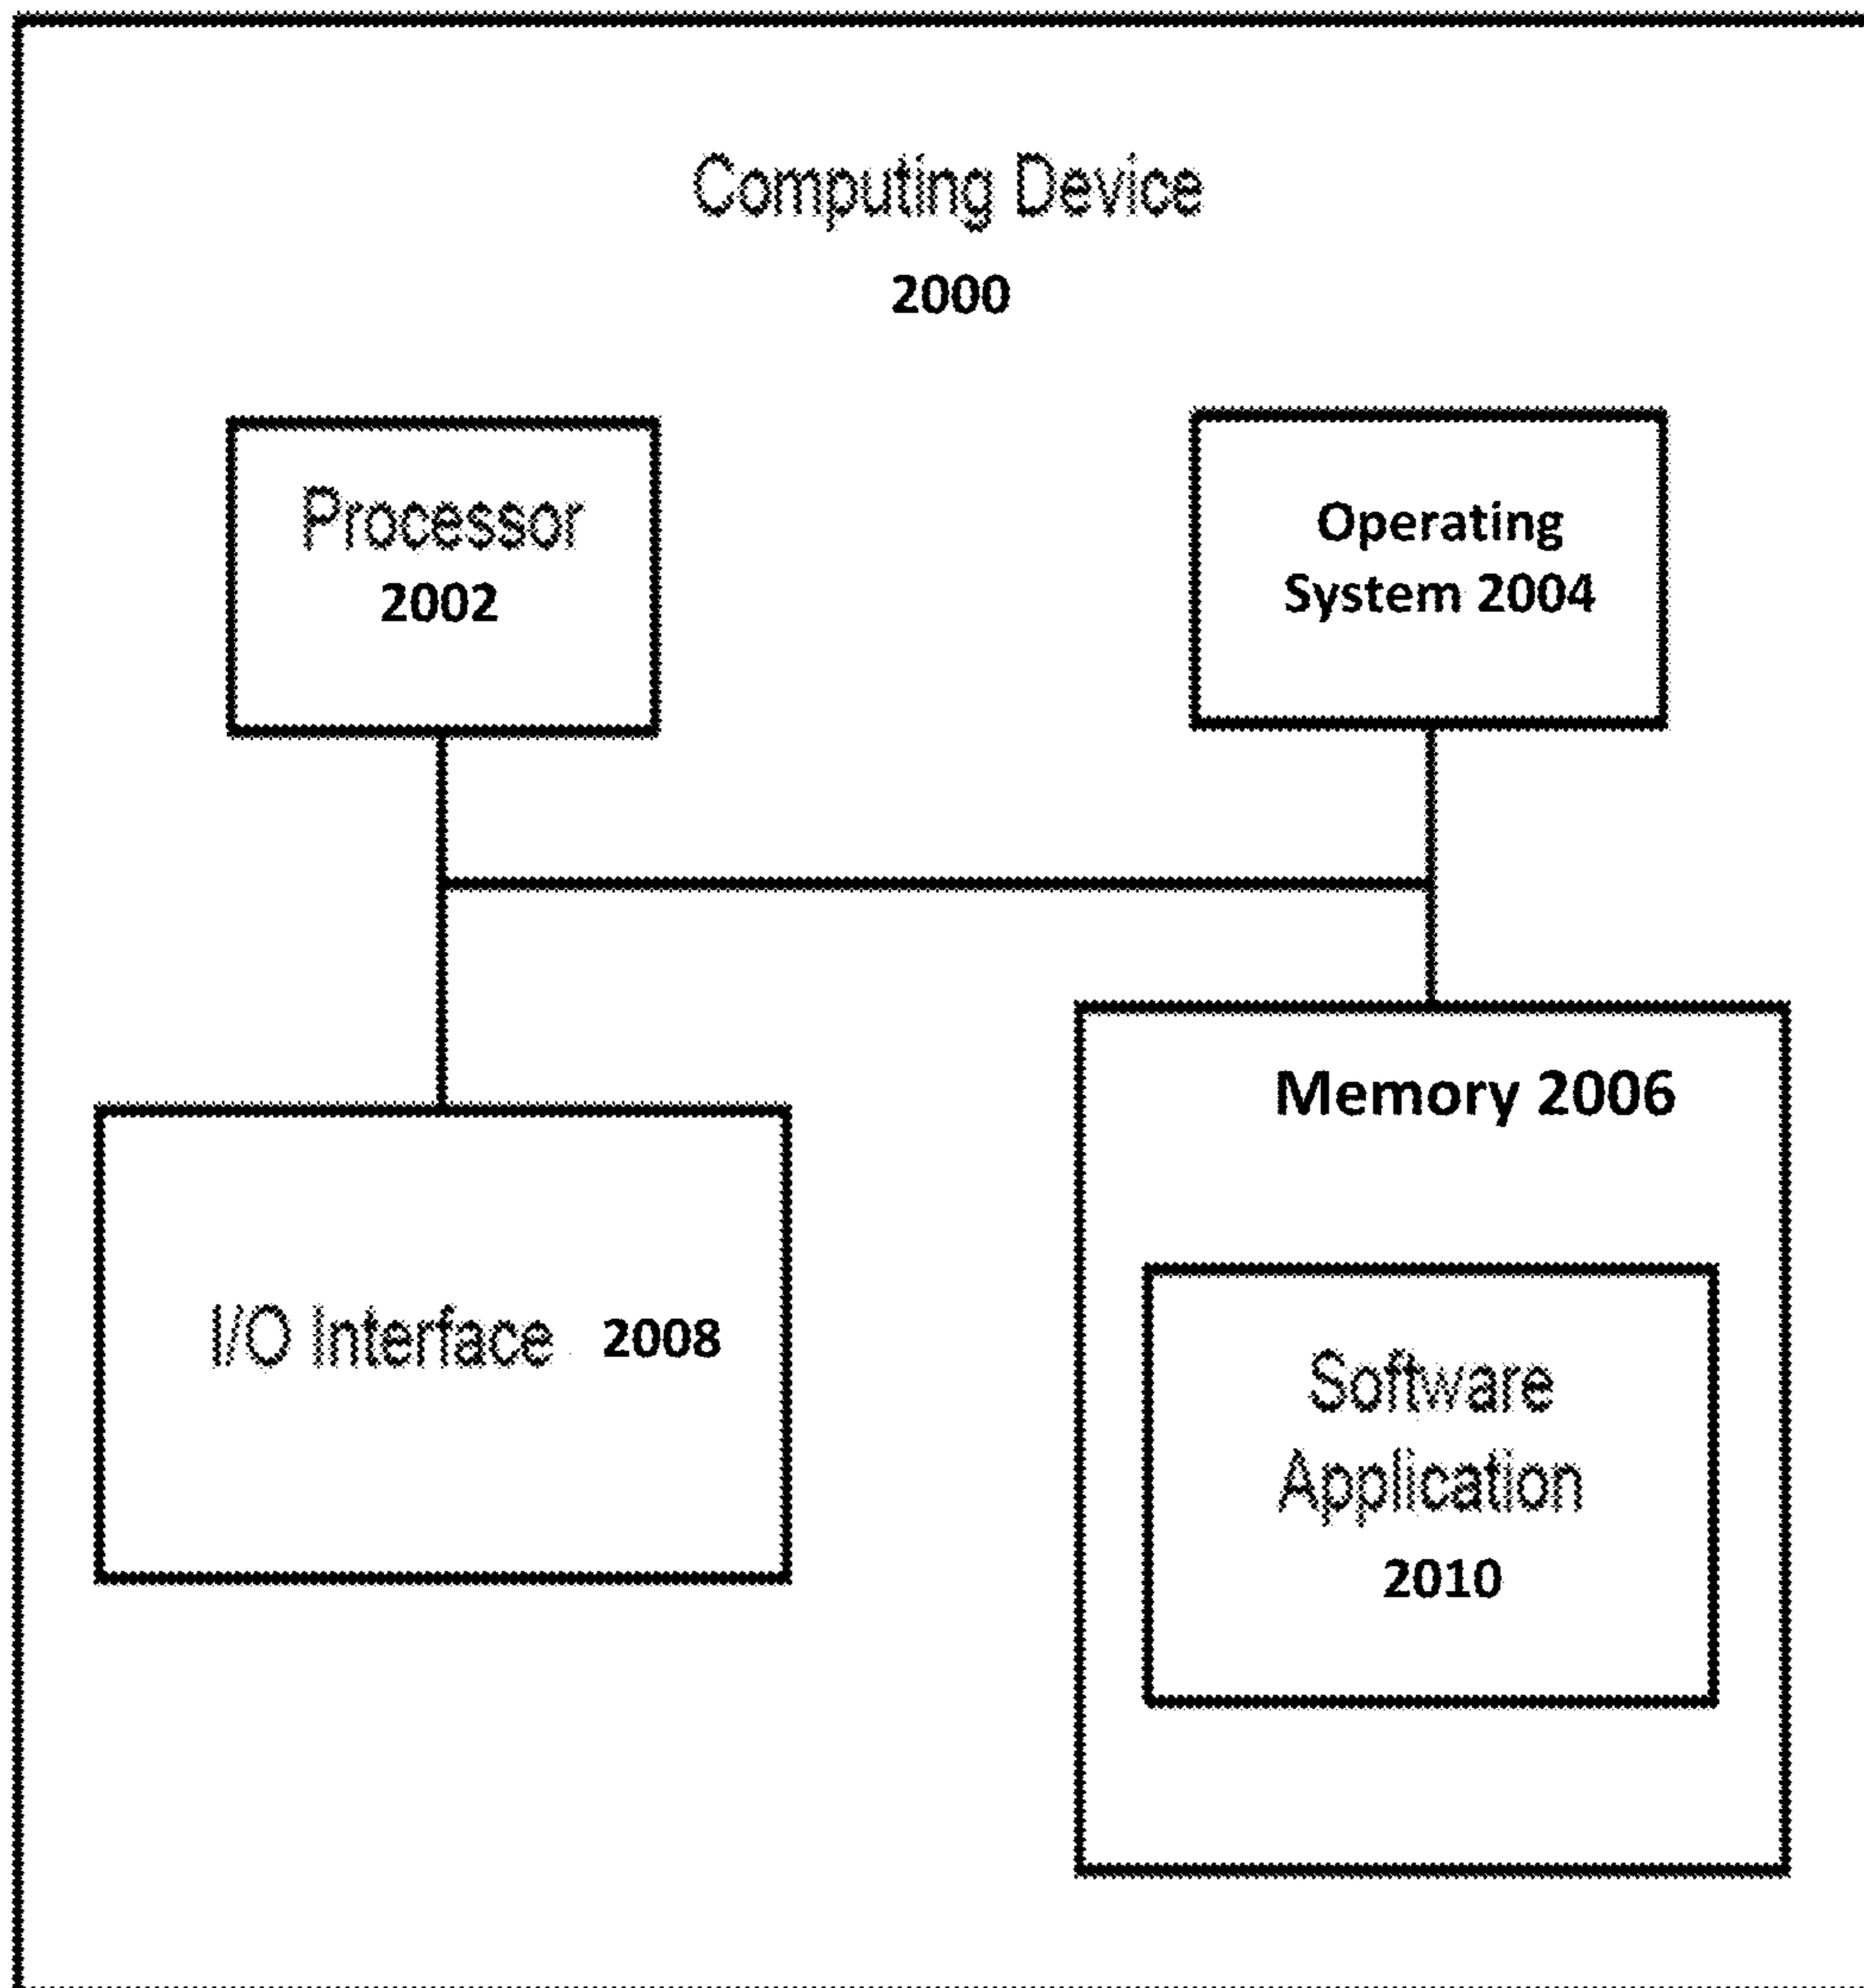 Computing Device
2000
Processor
2002
Operating
System 2004
Memory 2006
I/O Interface 2008
Software
Application
2010